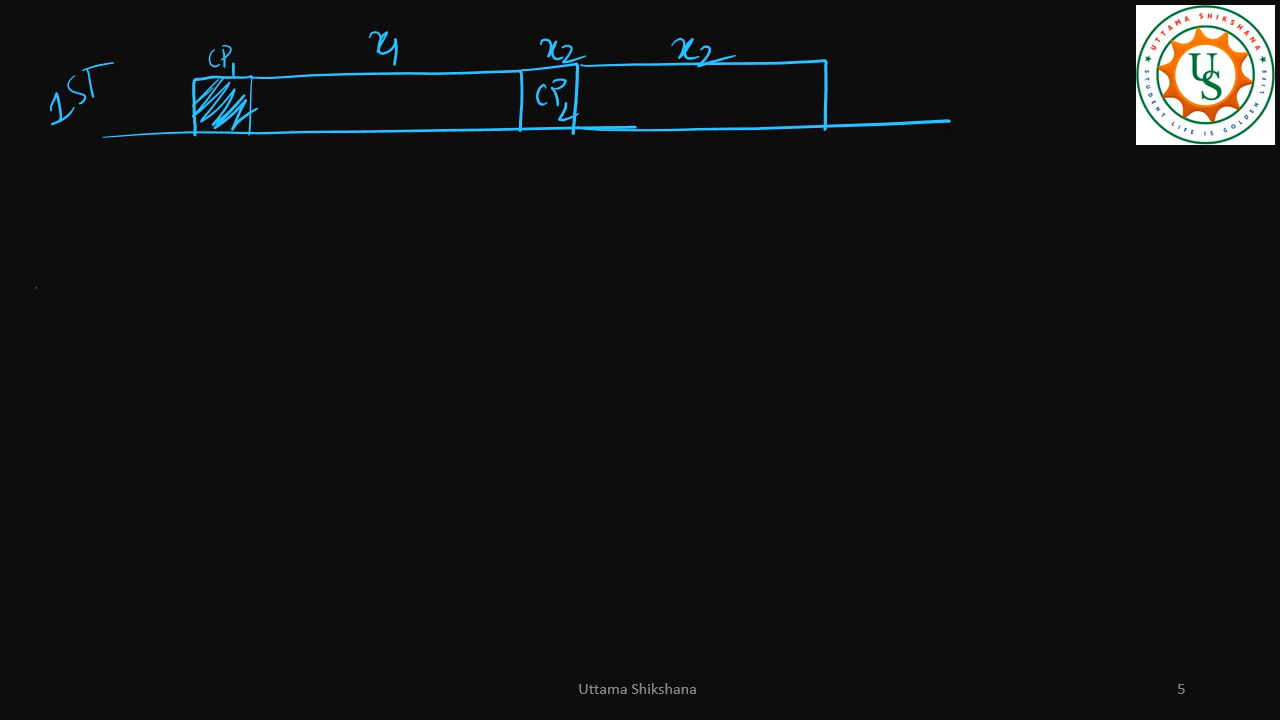 CP1 x1 x2 x2
1ST CP2
UTTAMA SHIKSHANA
US
STUDENT LIFE IS GOLDEN LIFE
Uttama Shikshana 5